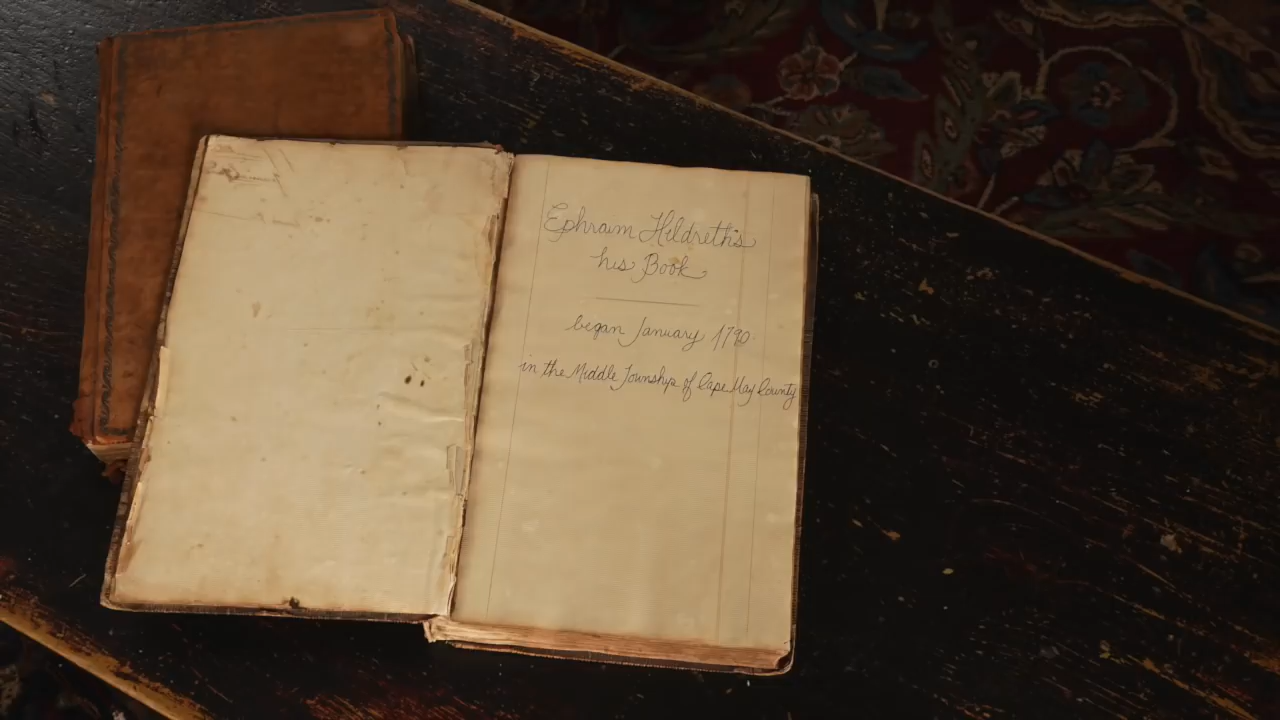 Ephraim Hildreth's
his Book
began January 1790
in the Middle Township of Cape May County